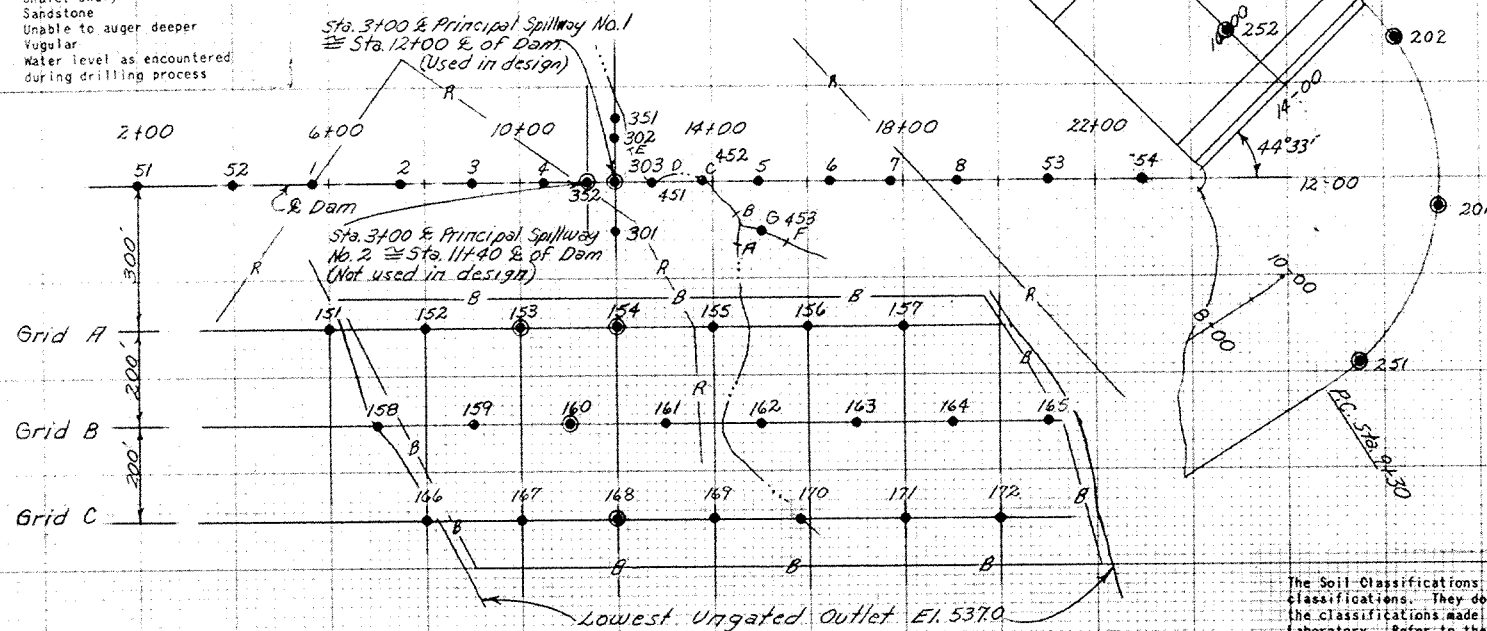 Sandstone
Unable to auger deeper
Vugular
Water level as encountered
during drilling process
Sta. 3+00 ℄ Principal Spillway No. 1
≅ Sta. 12+00 ℄ of Dam
(Used in design)
252
202
14+00
44°33'
12+00
201
10+00
8+00
251
P.C. Sta. 9+30
R
R
2+00
6+00
10+00
14+00
18+00
22+00
351
302
E
51
52
1
2
3
4
352
303
D
451
C
452
5
6
7
8
53
54
℄ Dam
B
G
453
F
A
301
Sta. 3+00 ℄ Principal Spillway
No. 2 ≅ Sta. 11+40 ℄ of Dam
(Not used in design)
R
R
R
300'
B
B
B
Grid A
151
152
153
154
155
156
157
200'
R
B
Grid B
158
159
160
161
162
163
164
165
200'
B
Grid C
166
167
168
169
170
171
172
B
B
B
B
B
Lowest Ungated Outlet El. 537.0
The Soil Classifications
classifications. They do
the classifications made